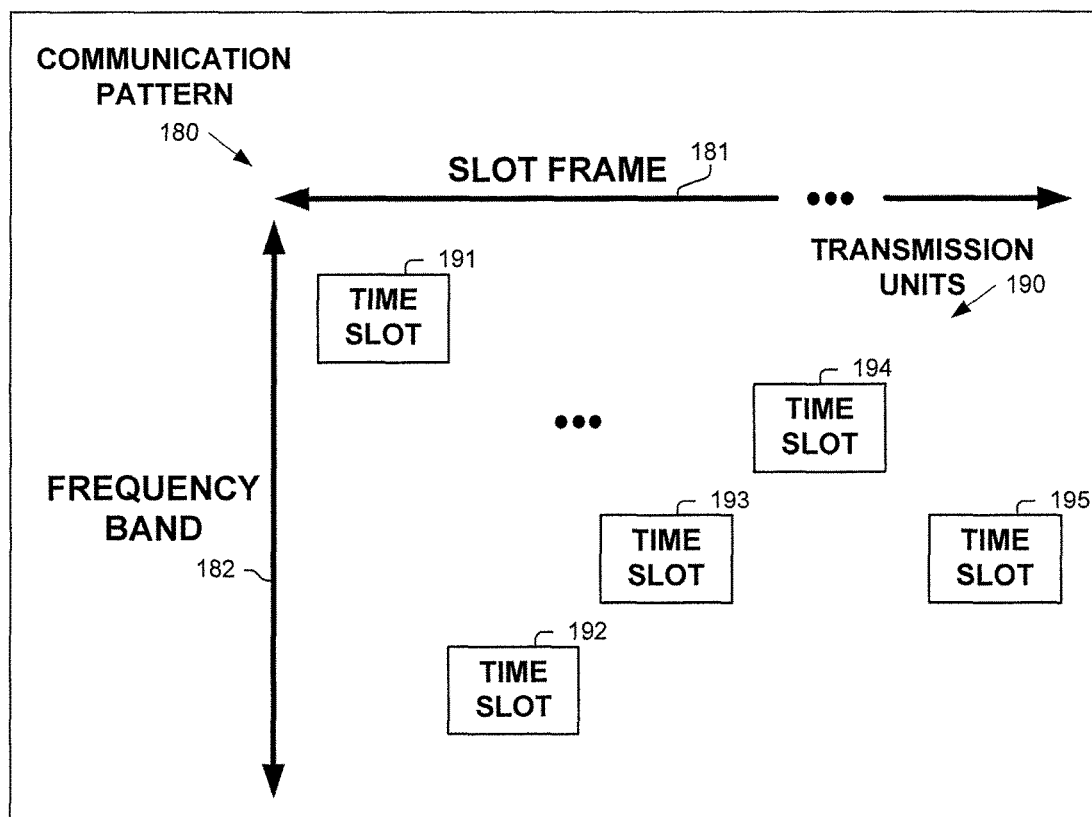 COMMUNICATION
PATTERN
180
SLOT FRAME
181
•••
TRANSMISSION
UNITS
190
191
TIME
SLOT
194
TIME
SLOT
•••
FREQUENCY
BAND
182
193
TIME
SLOT
195
TIME
SLOT
192
TIME
SLOT